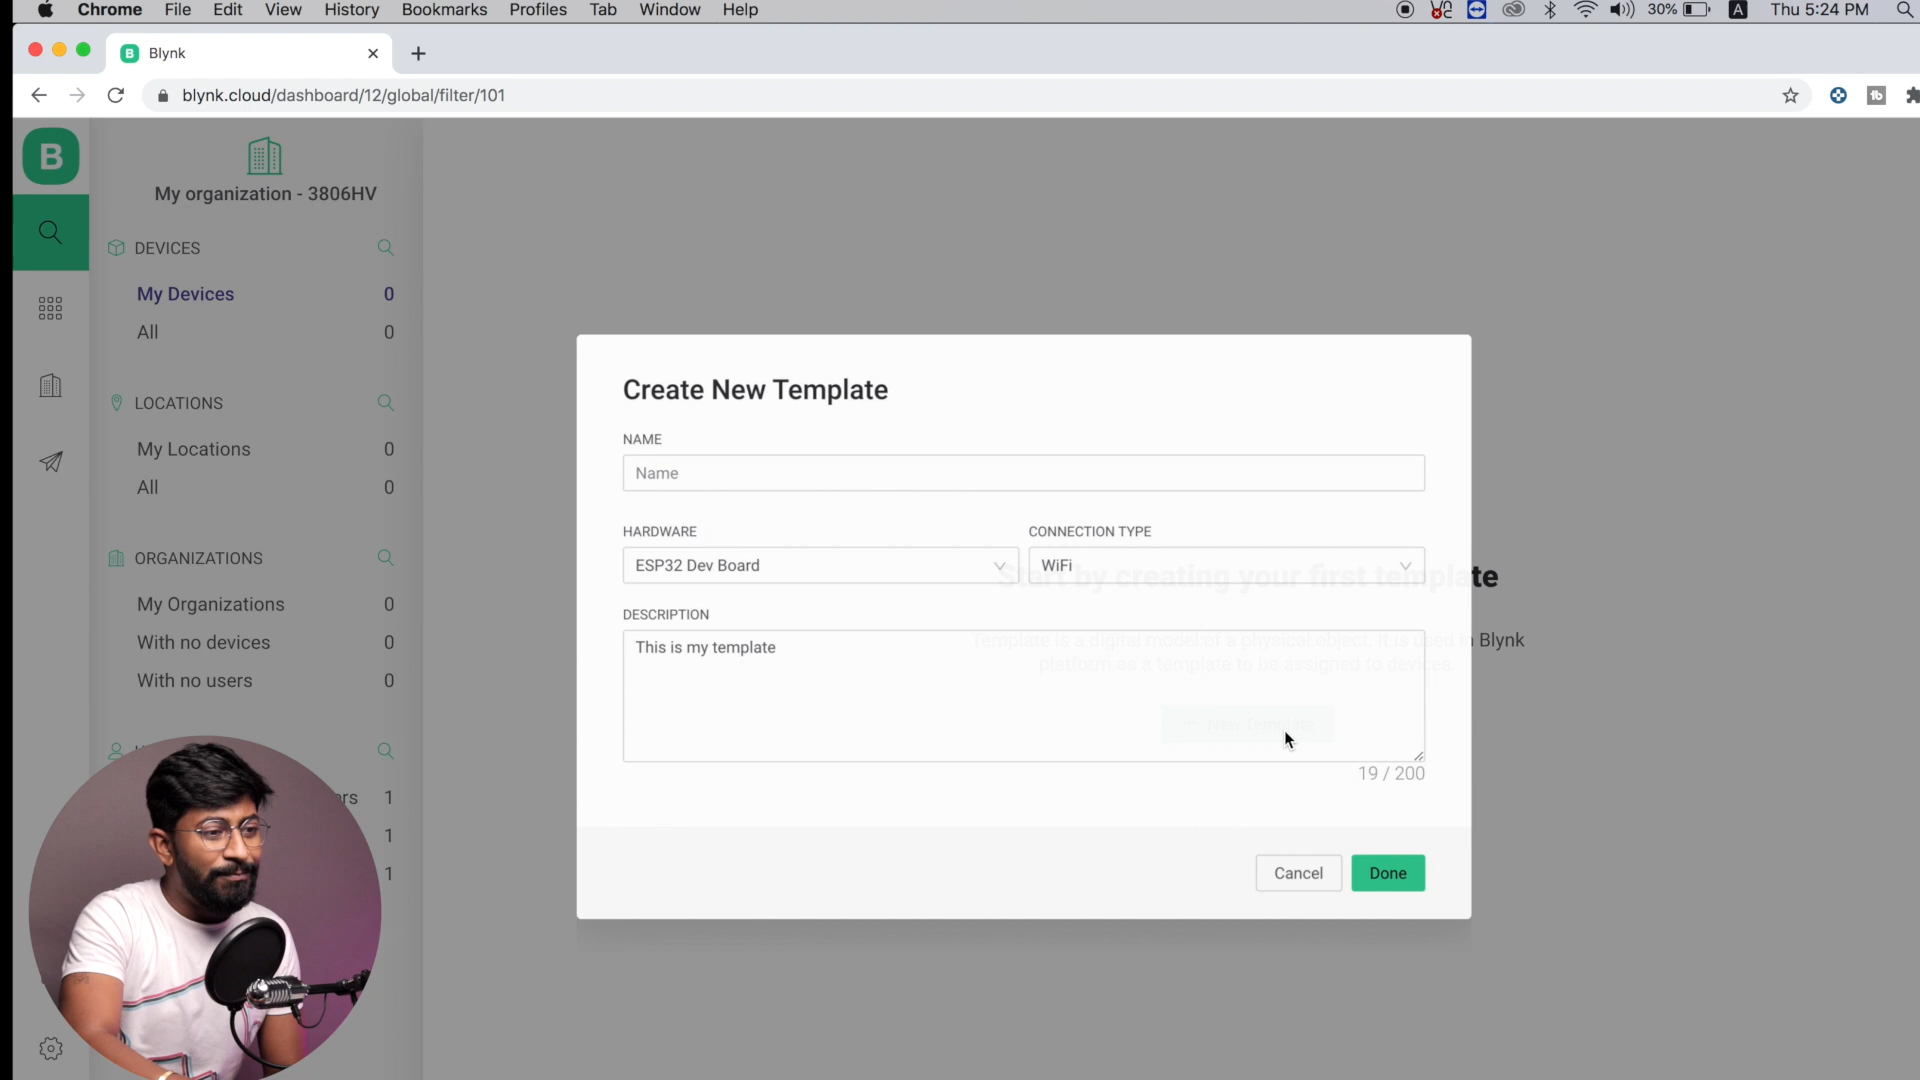 Chrome File Edit View History Bookmarks Profiles Tab Window Help
30% A Thu 5:24 PM
B Blynk
blynk.cloud/dashboard/12/global/filter/101
tb
B
My organization - 3806HV
DEVICES
My Devices 0
All 0
LOCATIONS
My Locations 0
All 0
ORGANIZATIONS
My Organizations 0
With no devices 0
With no users 0
1
1
1
Create New Template
NAME
Name
HARDWARE
CONNECTION TYPE
ESP32 Dev Board
WiFi
DESCRIPTION
This is my template
19 / 200
Cancel
Done
Start by creating your first template
Template is a digital model of a physical object. It is used in Blynk
platform as a template to be assigned to devices.
New Template